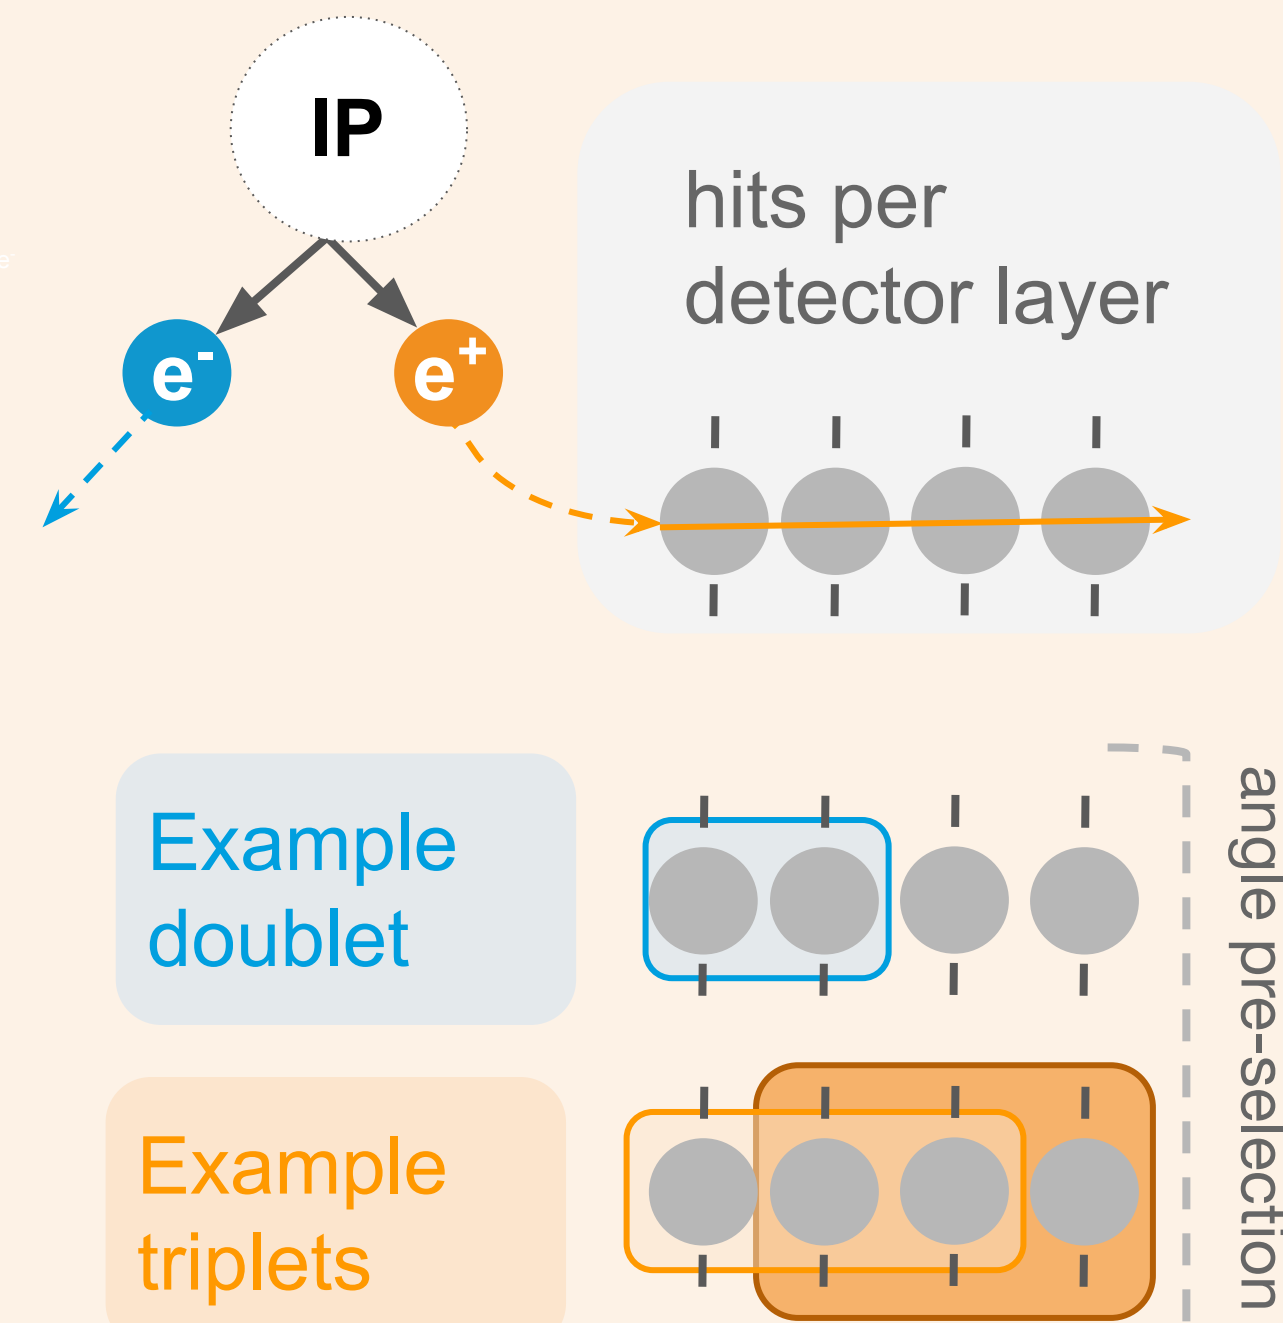 IP
e-
e+
hits per
detector layer
Example
doublet
Example
triplets
angle pre-selection